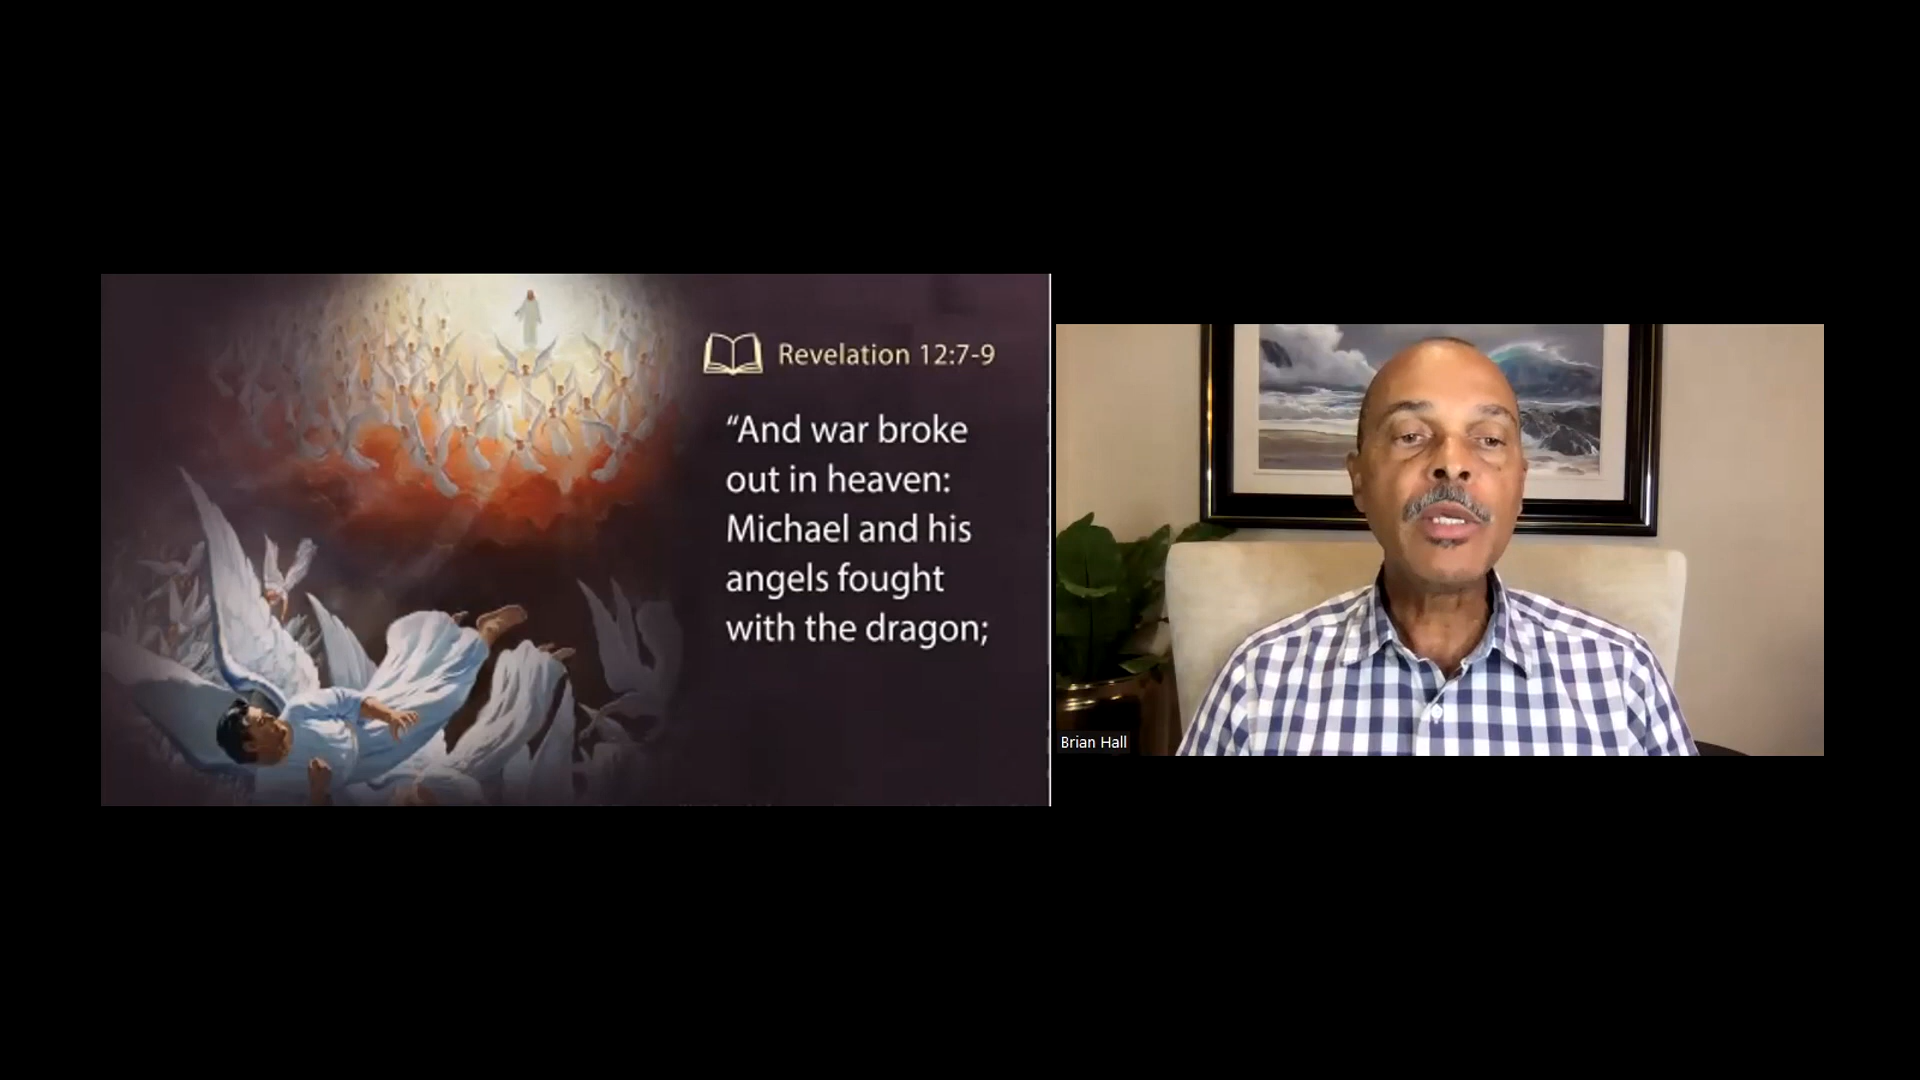 Revelation 12:7-9
“And war broke
out in heaven:
Michael and his
angels fought
with the dragon;
Brian Hall